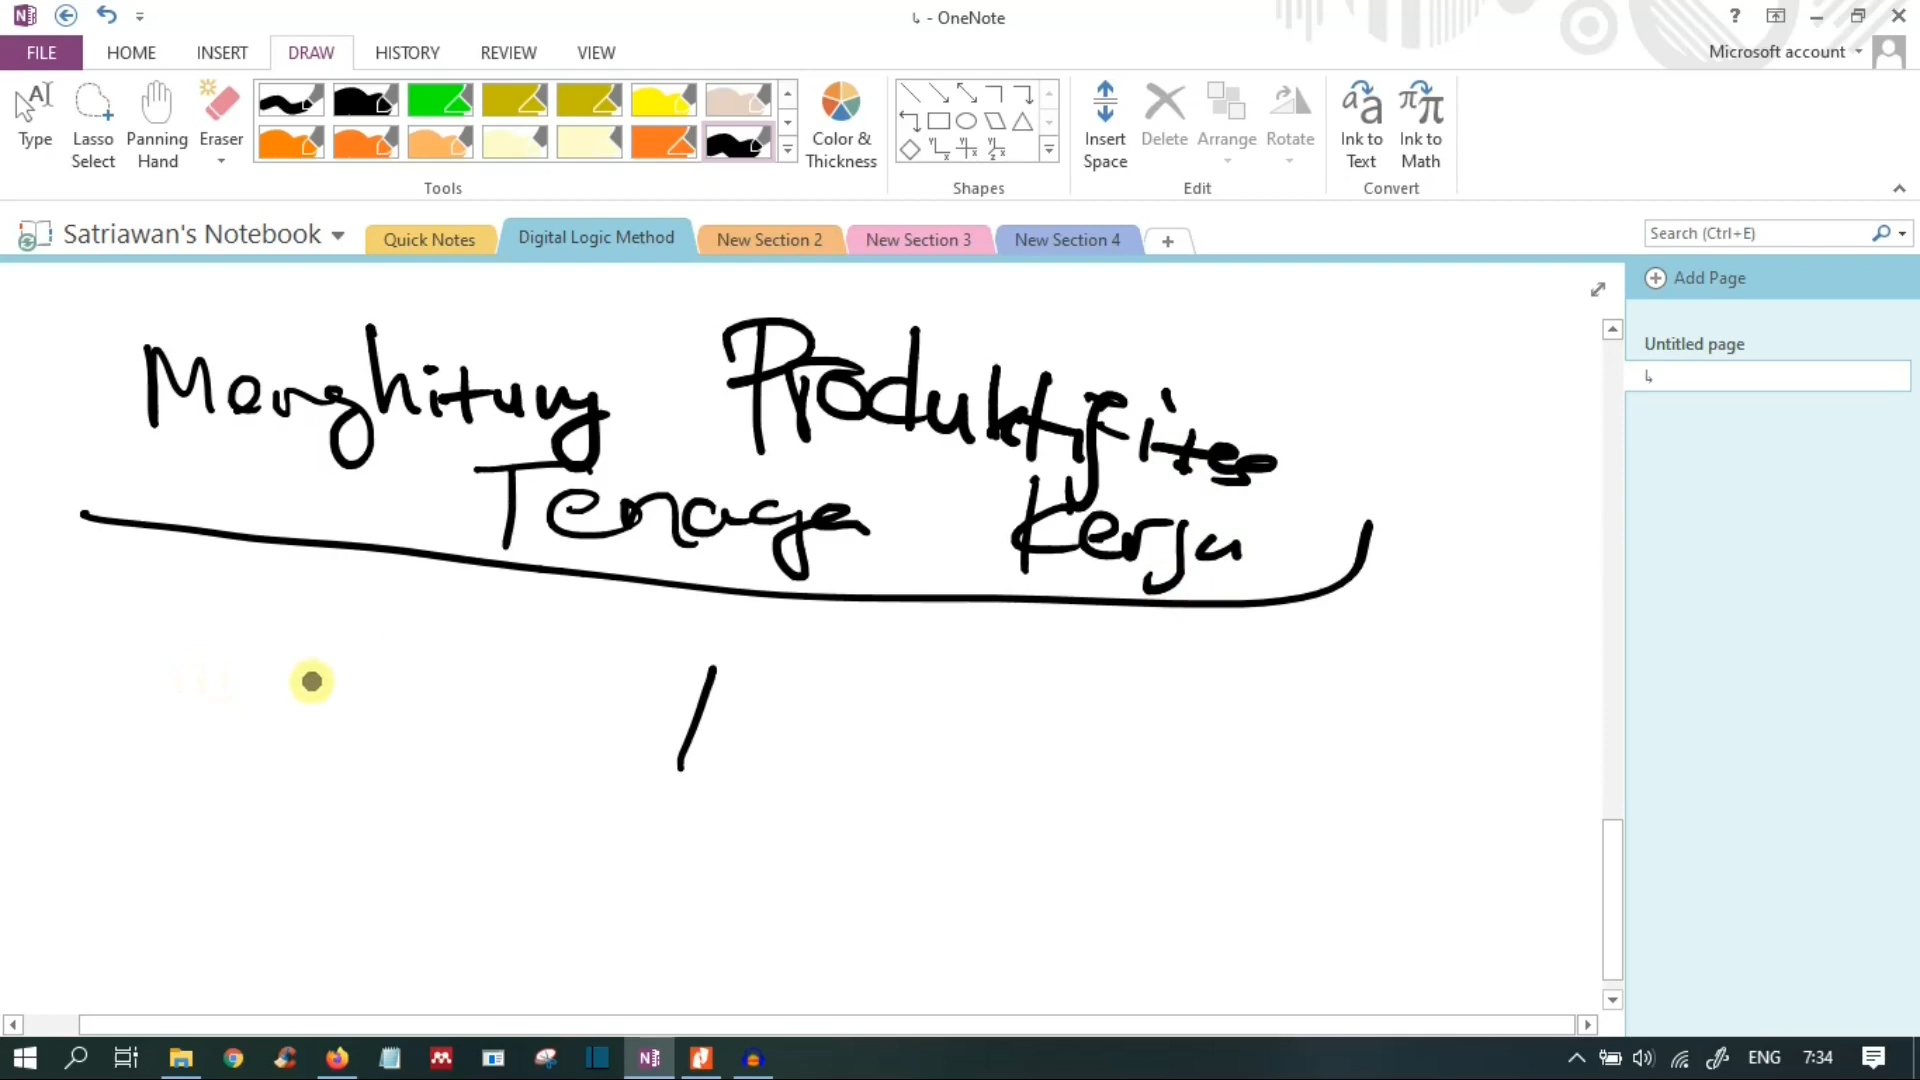 ↳ - OneNote
?
Microsoft account
FILE HOME INSERT DRAW HISTORY REVIEW VIEW
Type
Lasso Select
Panning Hand
Eraser
Color & Thickness
Insert Space
Delete
Arrange
Rotate
Ink to Text
Ink to Math
Tools Shapes Edit Convert
Satriawan's Notebook
Quick Notes Digital Logic Method New Section 2 New Section 3 New Section 4 +
Search (Ctrl+E)
Add Page
Untitled page
↳
Menghitung Produktifitas
Tenaga Kerja
/
ENG 7:34